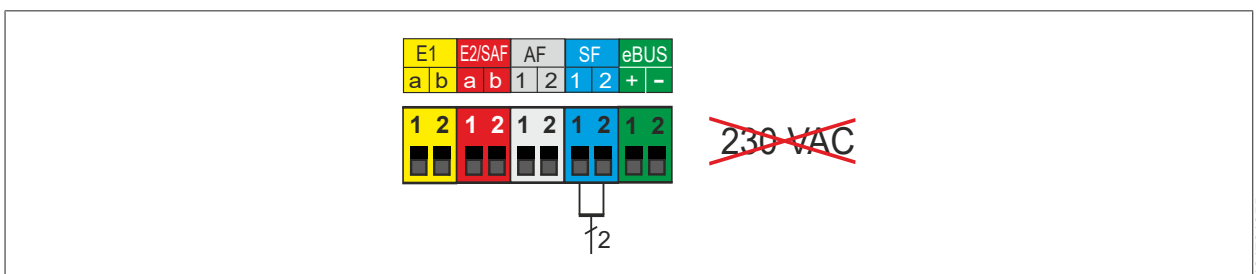 E1 E2/SAF AF SF eBUS
a b a b 1 2 1 2 + -
1 2 1 2 1 2 1 2 1 2
230 VAC
2